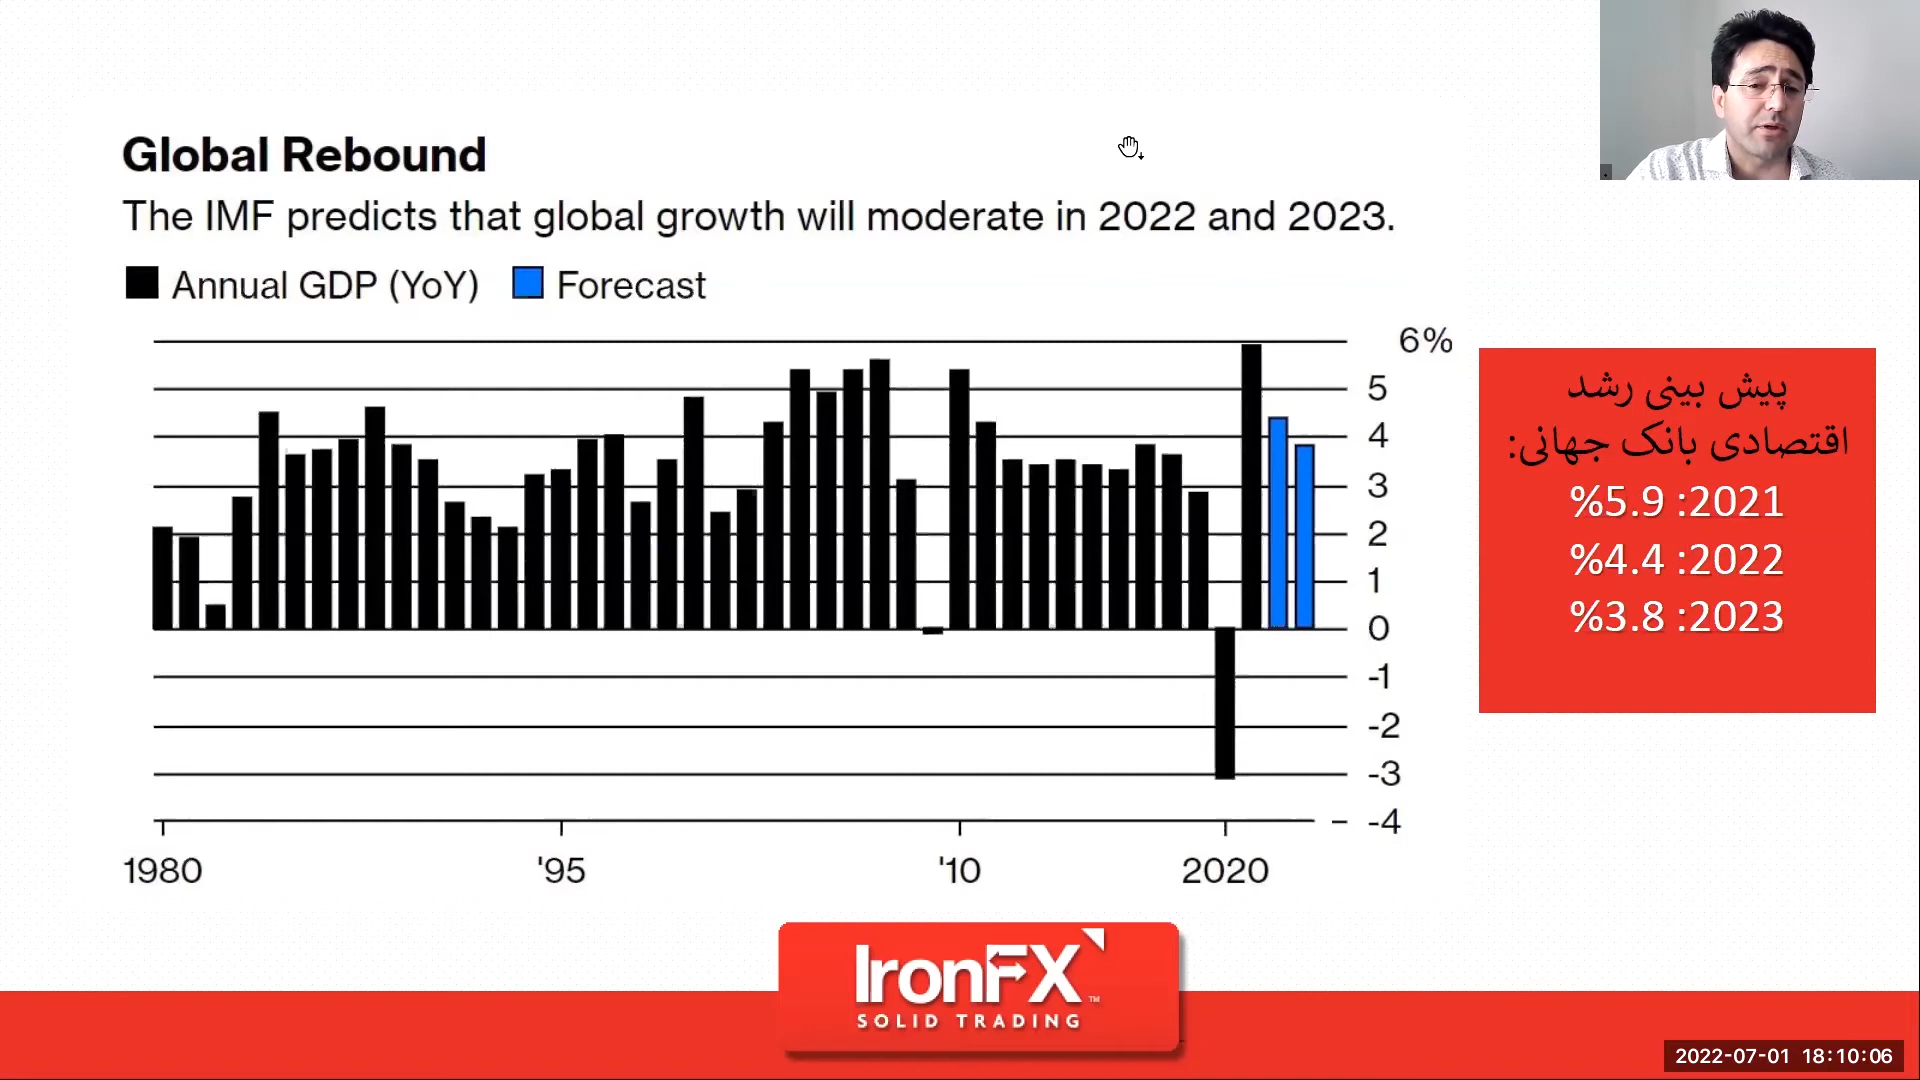 Global Rebound
The IMF predicts that global growth will moderate in 2022 and 2023.
Annual GDP (YoY) Forecast
6%
5
4
3
2
1
0
-1
-2
-3
-4
1980 '95 '10 2020
پیش بینی رشد
اقتصادی بانک جهانی:
2021: 5.9%
2022: 4.4%
2023: 3.8%
IronFX™
SOLID TRADING
2022-07-01 18:10:06